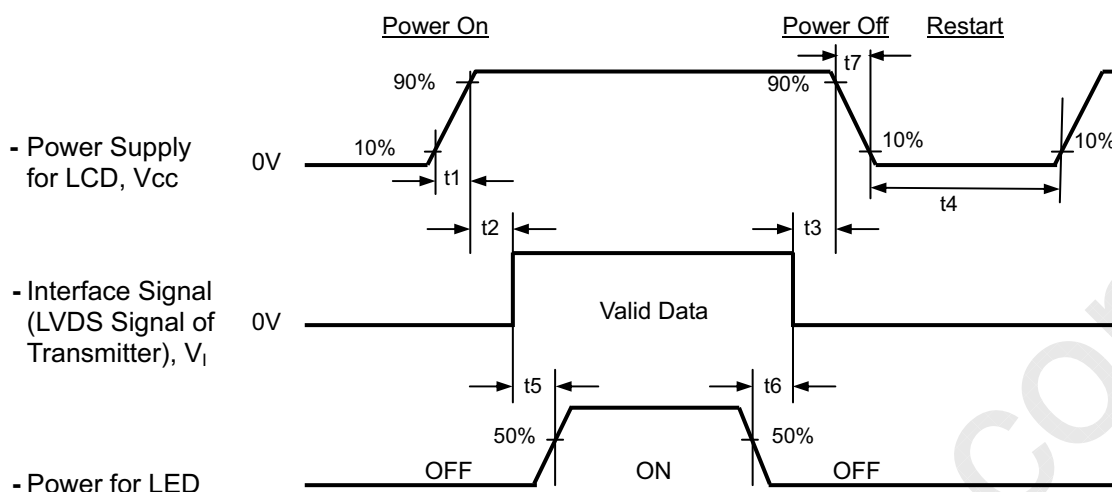 Power On
Power Off
Restart
t7
90%
90%
- Power Supply
for LCD, Vcc
0V
10%
10%
10%
t1
t4
t2
t3
- Interface Signal
(LVDS Signal of
Transmitter), VI
0V
Valid Data
t5
t6
50%
50%
- Power for LED
OFF
ON
OFF